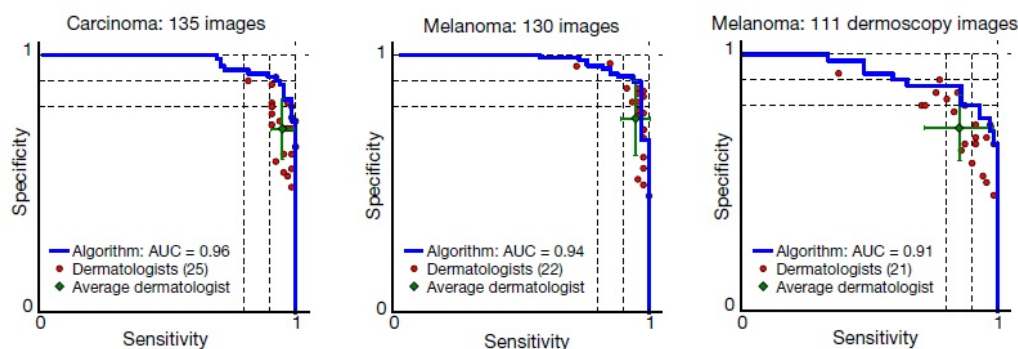 Carcinoma: 135 images
1
Specificity
Algorithm: AUC = 0.96
Dermatologists (25)
Average dermatologist
0
0
1
Sensitivity
Melanoma: 130 images
1
Specificity
Algorithm: AUC = 0.94
Dermatologists (22)
Average dermatologist
0
0
1
Sensitivity
Melanoma: 111 dermoscopy images
1
Specificity
Algorithm: AUC = 0.91
Dermatologists (21)
Average dermatologist
0
0
1
Sensitivity